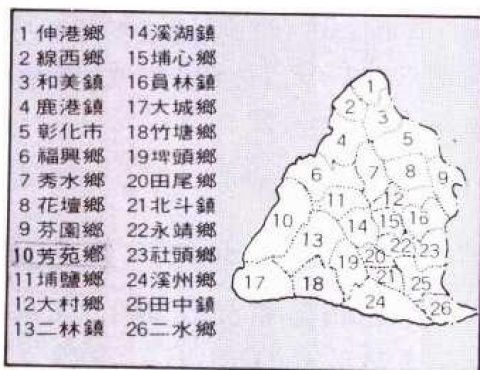 1 伸港鄉 14 溪湖鎮
2 線西鄉 15 埔心鄉
3 和美鎮 16 員林鎮
4 鹿港鎮 17 大城鄉
5 彰化市 18 竹塘鄉
6 福興鄉 19 埤頭鄉
7 秀水鄉 20 田尾鄉
8 花壇鄉 21 北斗鎮
9 芬園鄉 22 永靖鄉
10 芳苑鄉 23 社頭鄉
11 埔鹽鄉 24 溪州鄉
12 大村鄉 25 田中鎮
13 二林鎮 26 二水鄉
1
2 3
4 5
6 7 8 9
11 12
10 13 14 15 16
22 23
19 20
17 18 21 25
24 26